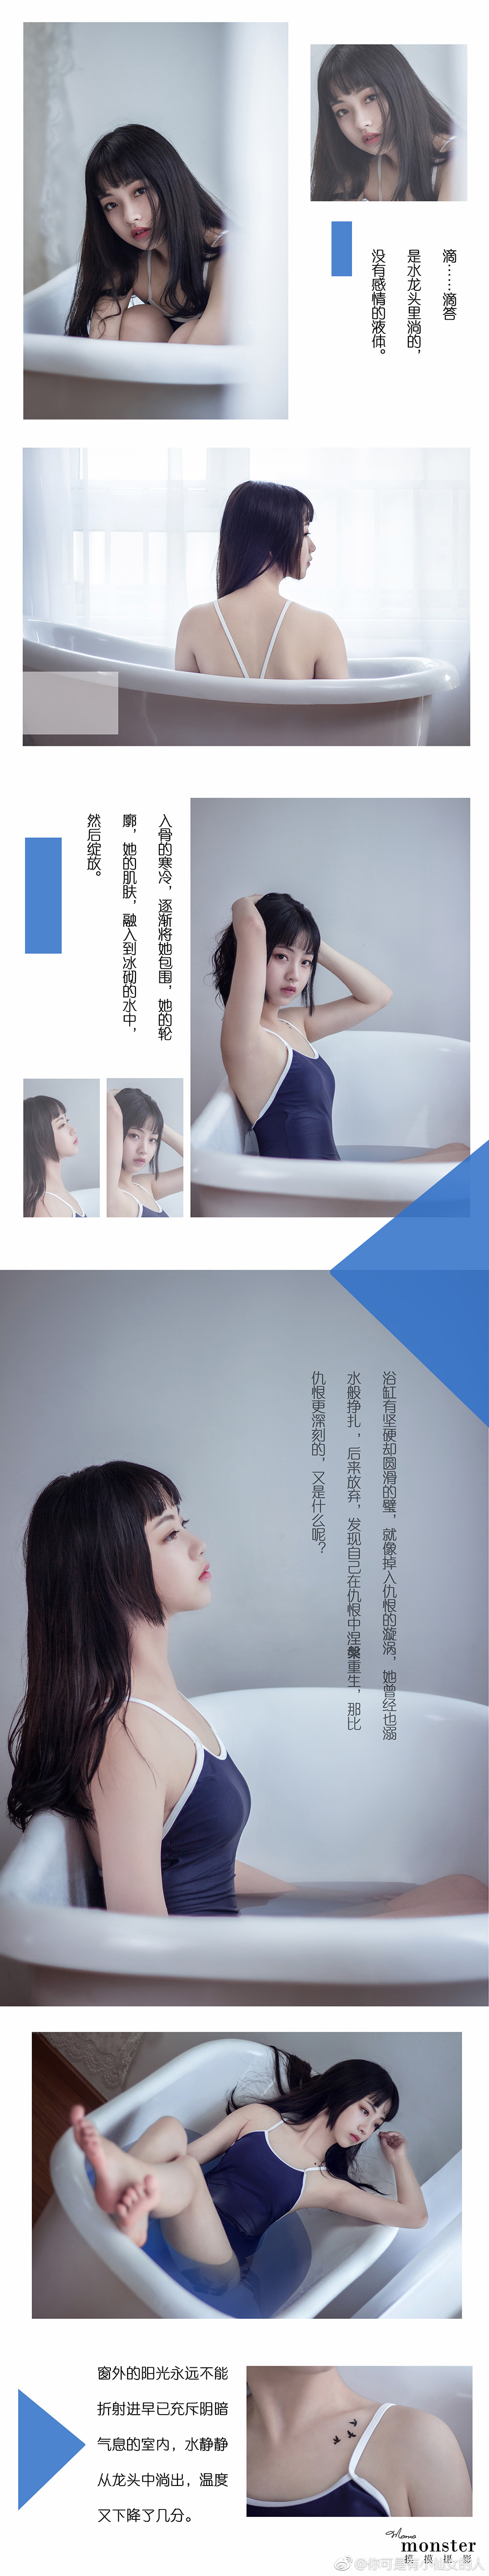 滴……滴答
是水龙头里淌的，
没有感情的液体。
入骨的寒冷，逐渐将她包围，她的轮
廓，她的肌肤，融入到冰砌的水中，
然后绽放。
浴缸有坚硬却圆滑的璧，就像掉入仇恨的漩涡，她曾经也溺
水般挣扎，后来放弃，发现自己在仇恨中涅槃重生，那比
仇恨更深刻的，又是什么呢？
窗外的阳光永远不能
折射进早已充斥阴暗
气息的室内，水静静
从龙头中淌出，温度
又下降了几分。
Momo
monster
摸摸摄影